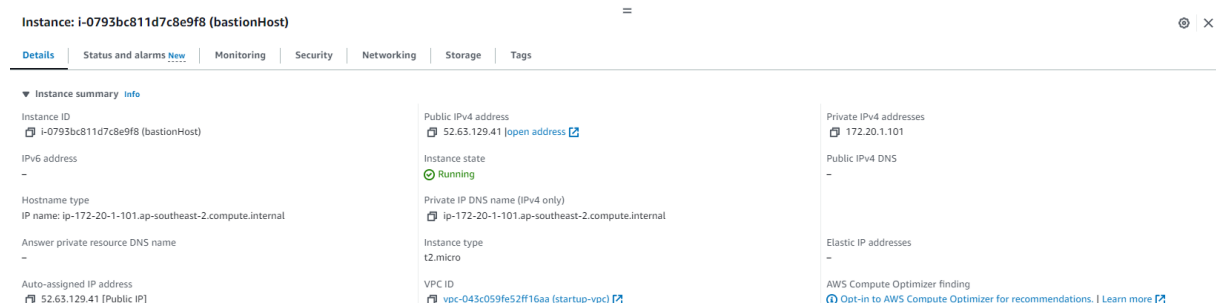 Instance: i-0793bc811d7c8e9f8 (bastionHost)
Details Status and alarms New Monitoring Security Networking Storage Tags
Instance summary Info
Instance ID
i-0793bc811d7c8e9f8 (bastionHost)
Public IPv4 address
52.63.129.41 |open address
Private IPv4 addresses
172.20.1.101
IPv6 address
–
Instance state
Running
Public IPv4 DNS
–
Hostname type
IP name: ip-172-20-1-101.ap-southeast-2.compute.internal
Private IP DNS name (IPv4 only)
ip-172-20-1-101.ap-southeast-2.compute.internal
Answer private resource DNS name
–
Instance type
t2.micro
Elastic IP addresses
–
Auto-assigned IP address
52.63.129.41 [Public IP]
VPC ID
vpc-043c059fe52ff16aa (startup-vpc)
AWS Compute Optimizer finding
Opt-in to AWS Compute Optimizer for recommendations. | Learn more